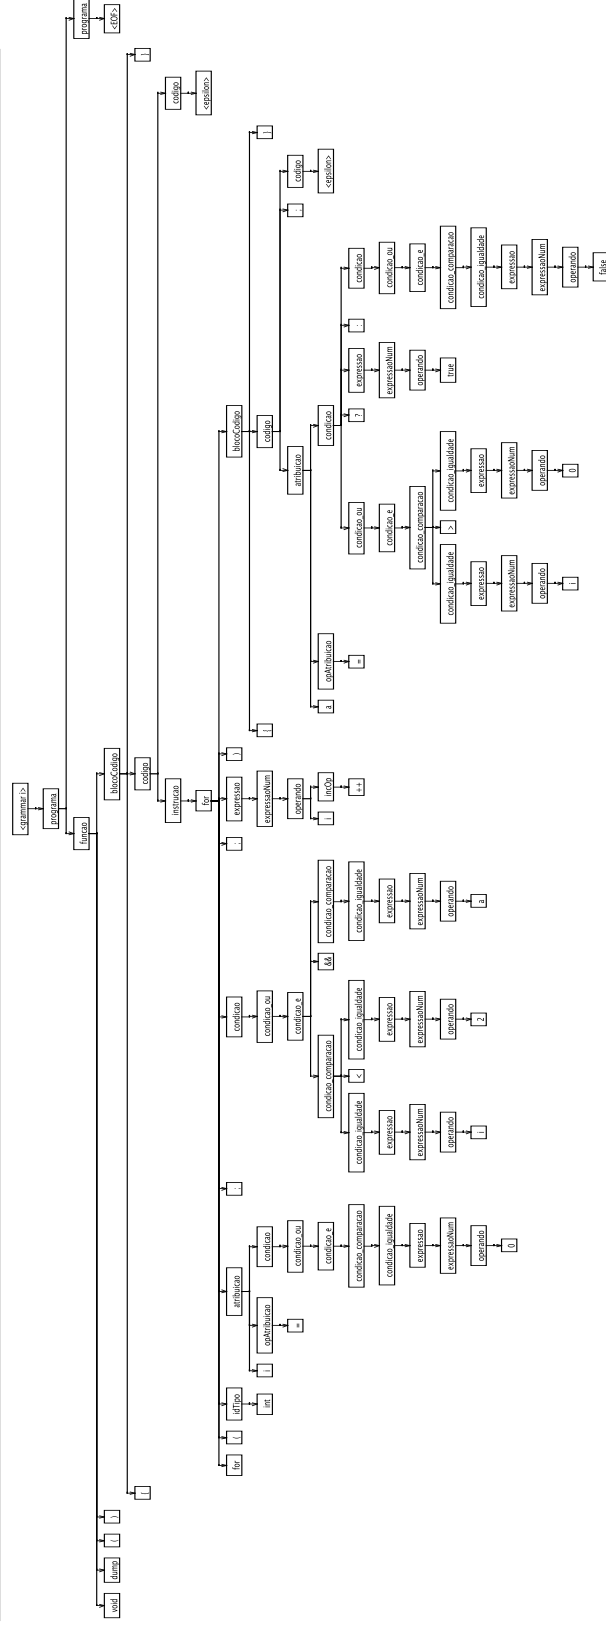 <grammar i>
programa
funcao programa
void dump ( ) blocoCodigo <EOF>
{ codigo }
instrucao codigo
for <epsilon>
for ( idTipo atribuicao ; condicao ; expressao ) blocoCodigo
int i opAtribuicao condicao condicao_ou expressaoNum { codigo }
= condicao_ou condicao_e operando atribuicao ; codigo
condicao_e condicao_comparacao && condicao_comparacao i incOp a opAtribuicao condicao <epsilon>
condicao_comparacao condicao_igualdade < condicao_igualdade condicao_igualdade ++ = condicao_ou ? expressao : condicao
condicao_igualdade expressao expressao expressao condicao_e expressaoNum condicao_ou
expressao expressaoNum expressaoNum expressaoNum condicao_comparacao operando condicao_e
expressaoNum operando operando operando condicao_igualdade > condicao_igualdade true condicao_comparacao
operando i 2 a expressao expressao condicao_igualdade
0 expressaoNum expressaoNum expressao
operando operando expressaoNum
i 0 operando
false